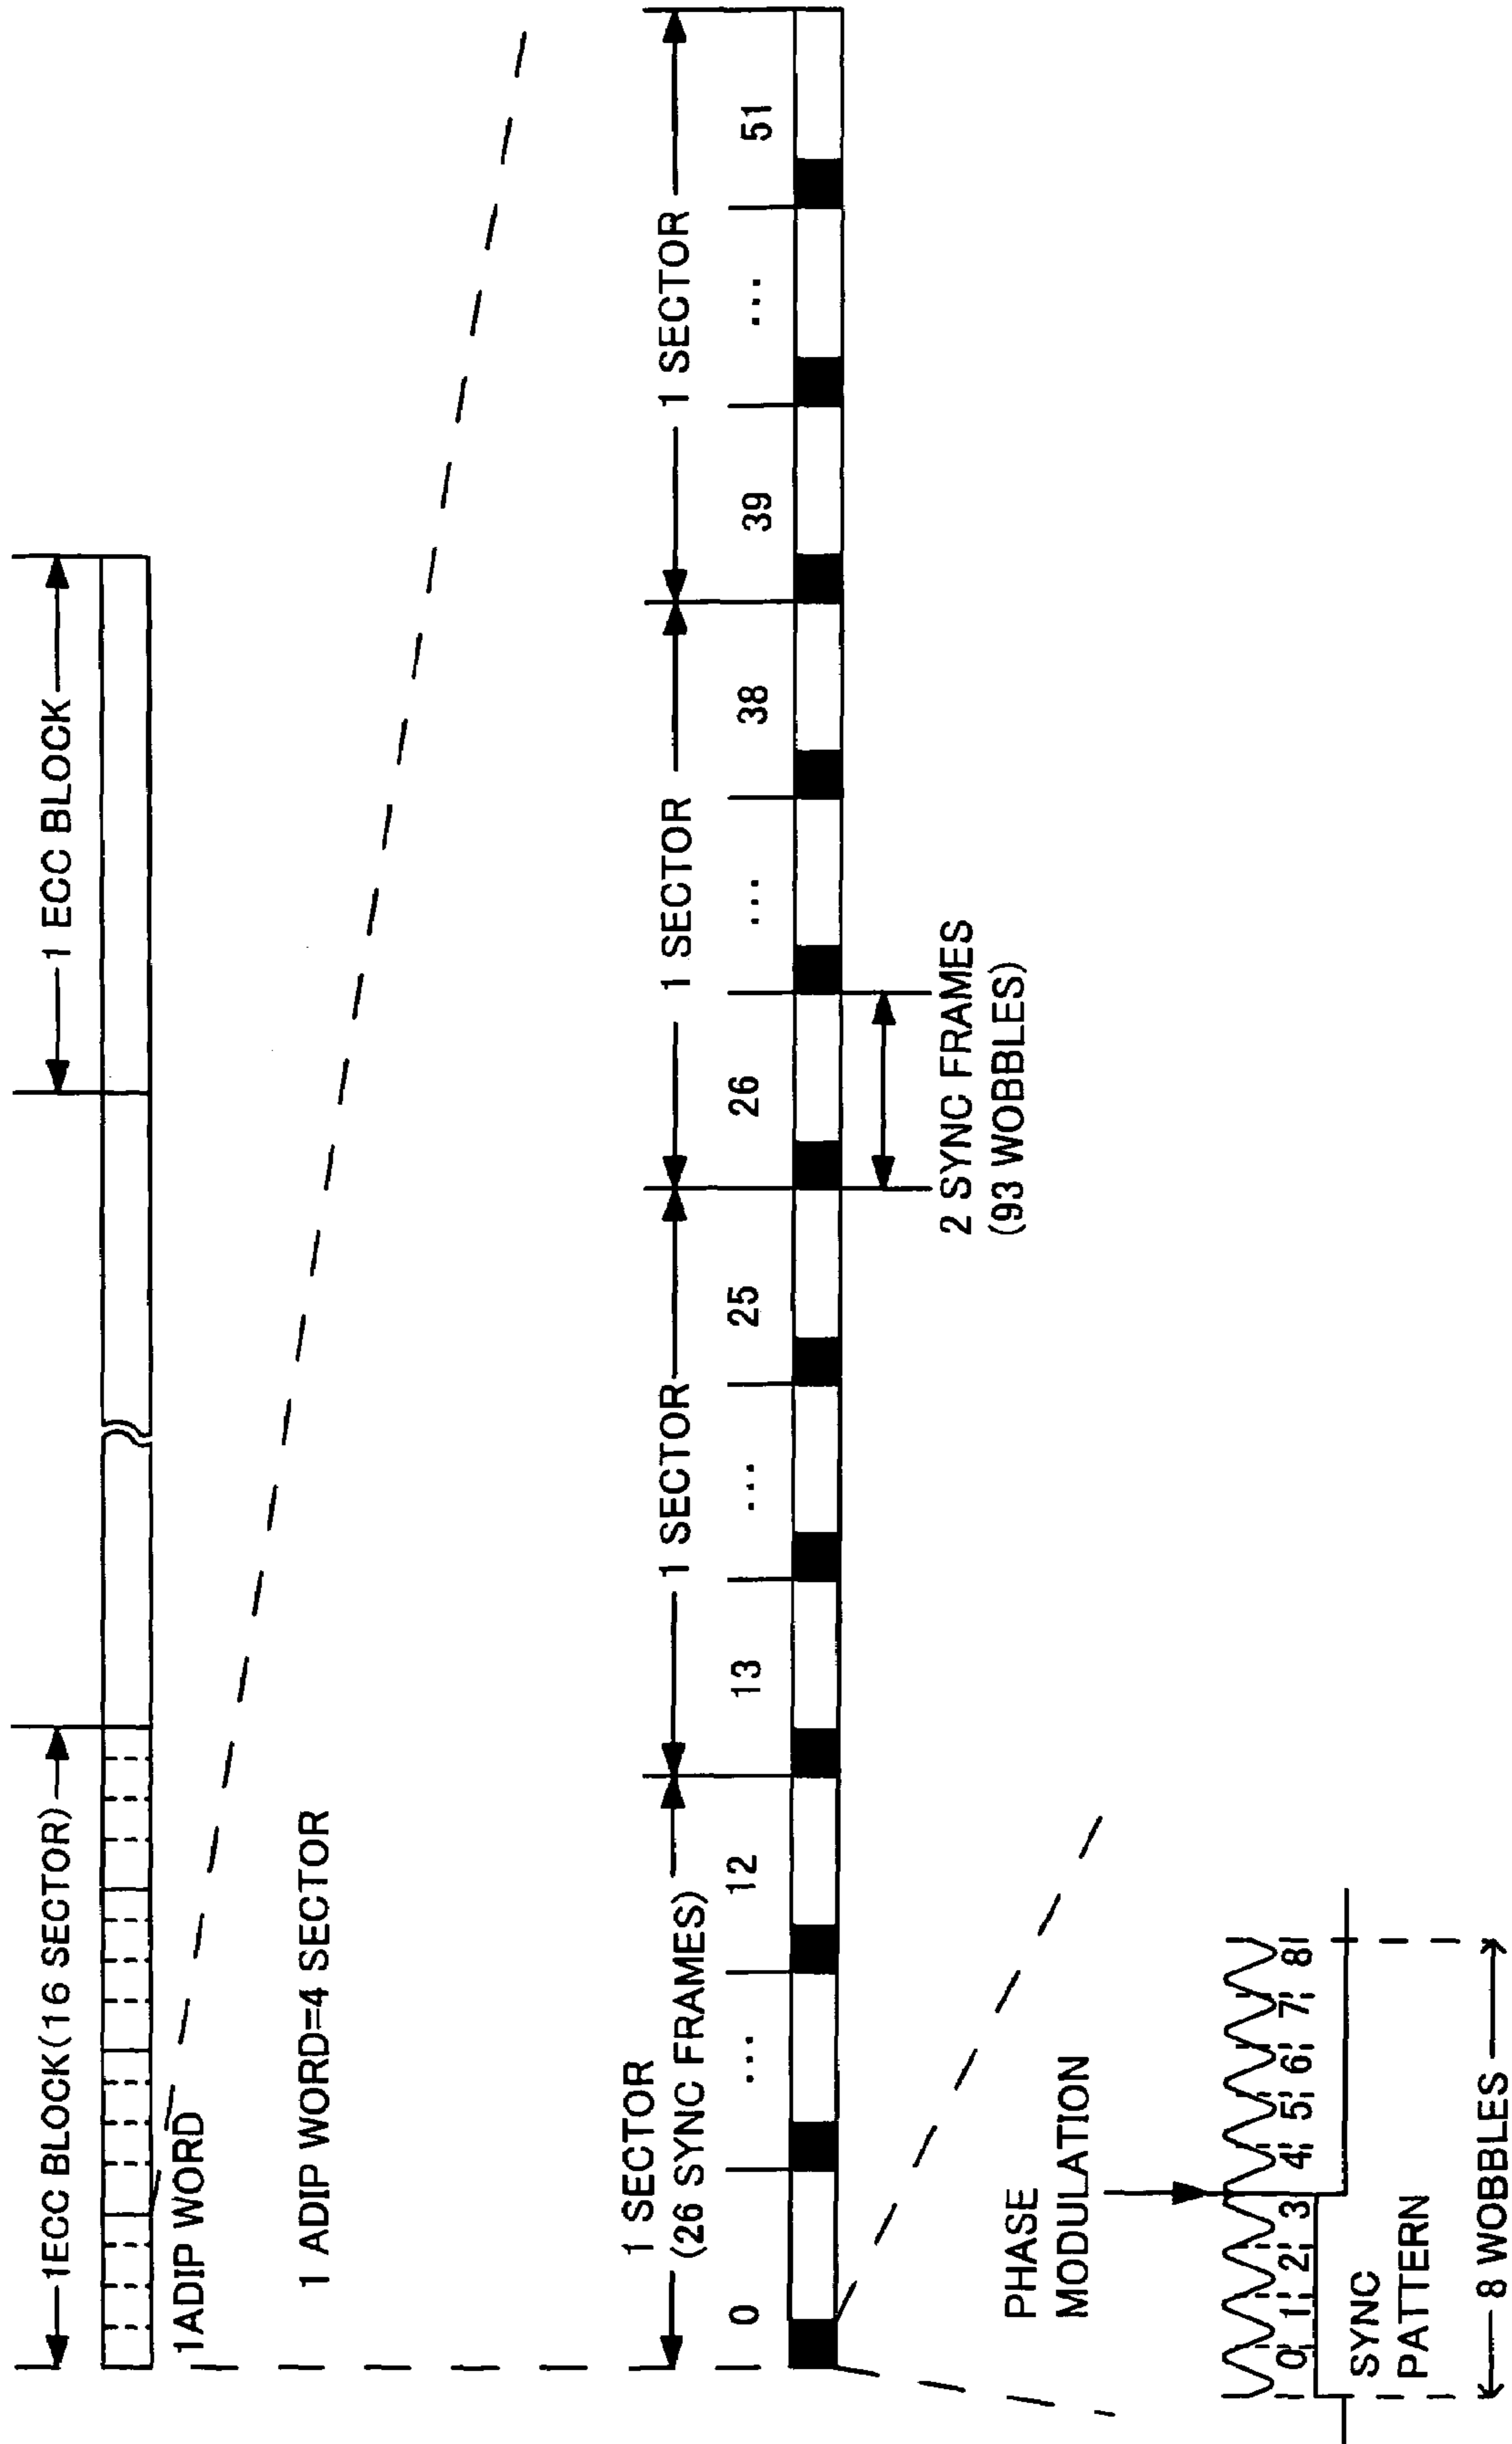 1ECC BLOCK(16 SECTOR)
1 ECC BLOCK
1ADIP WORD
1 ADIP WORD=4 SECTOR
1 SECTOR
(26 SYNC FRAMES)
1 SECTOR
1 SECTOR
1 SECTOR
0 ... 12 13 ... 25 26 ... 38 39 ... 51
2 SYNC FRAMES
(93 WOBBLES)
PHASE
MODULATION
0 1 2 3 4 5 6 7 8
SYNC
PATTERN
8 WOBBLES